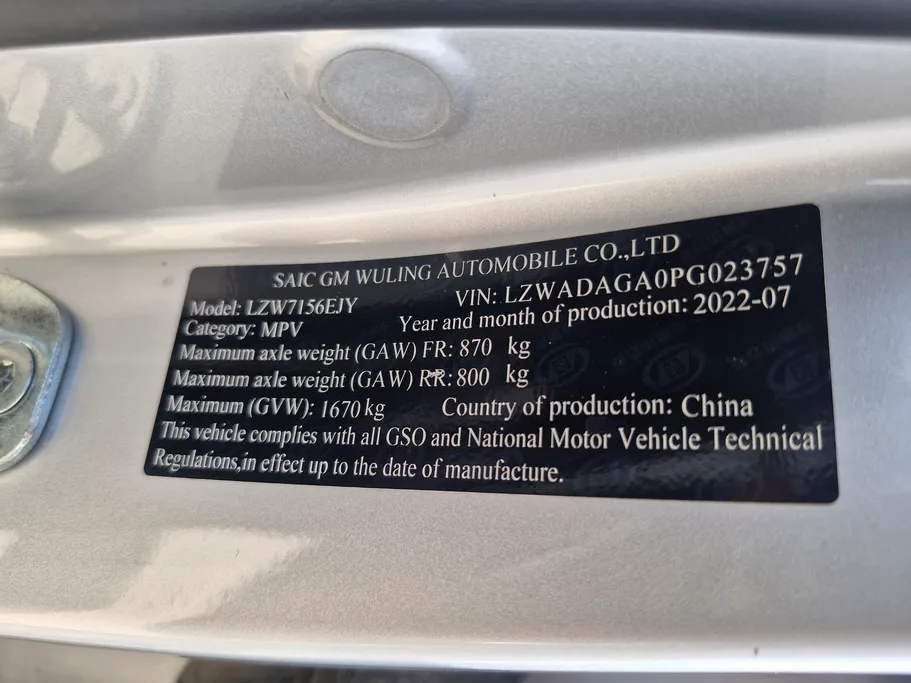 SAIC GM WULING AUTOMOBILE CO.,LTD
Model: LZW7156EJY VIN: LZWADAGA0PG023757
Category: MPV Year and month of production: 2022-07
Maximum axle weight (GAW) FR: 870 kg
Maximum axle weight (GAW) RR: 800 kg
Maximum (GVW): 1670 kg Country of production: China
This vehicle complies with all GSO and National Motor Vehicle Technical
Regulations,in effect up to the date of manufacture.